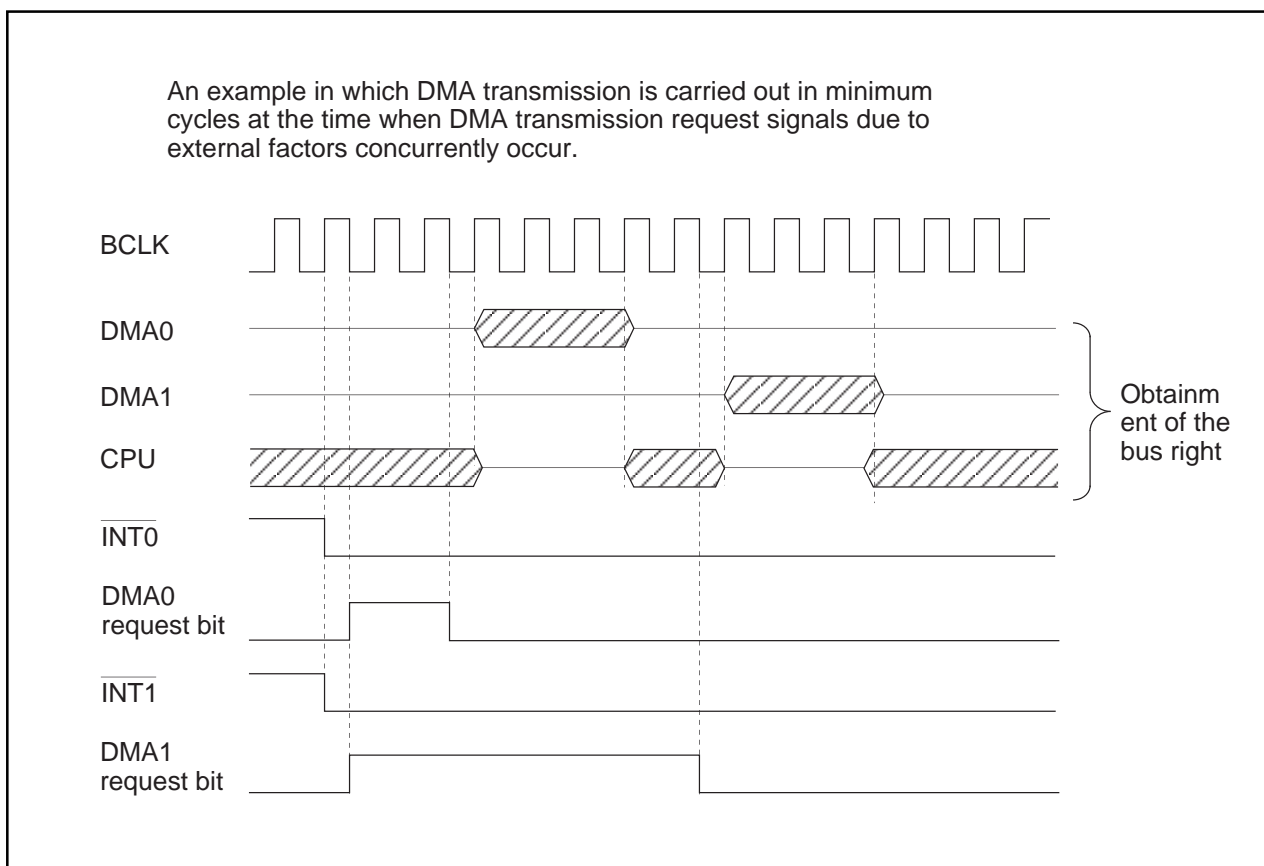 An example in which DMA transmission is carried out in minimum
cycles at the time when DMA transmission request signals due to
external factors concurrently occur.
BCLK
DMA0
DMA1
CPU
Obtainm
ent of the
bus right
INT0
DMA0
request bit
INT1
DMA1
request bit